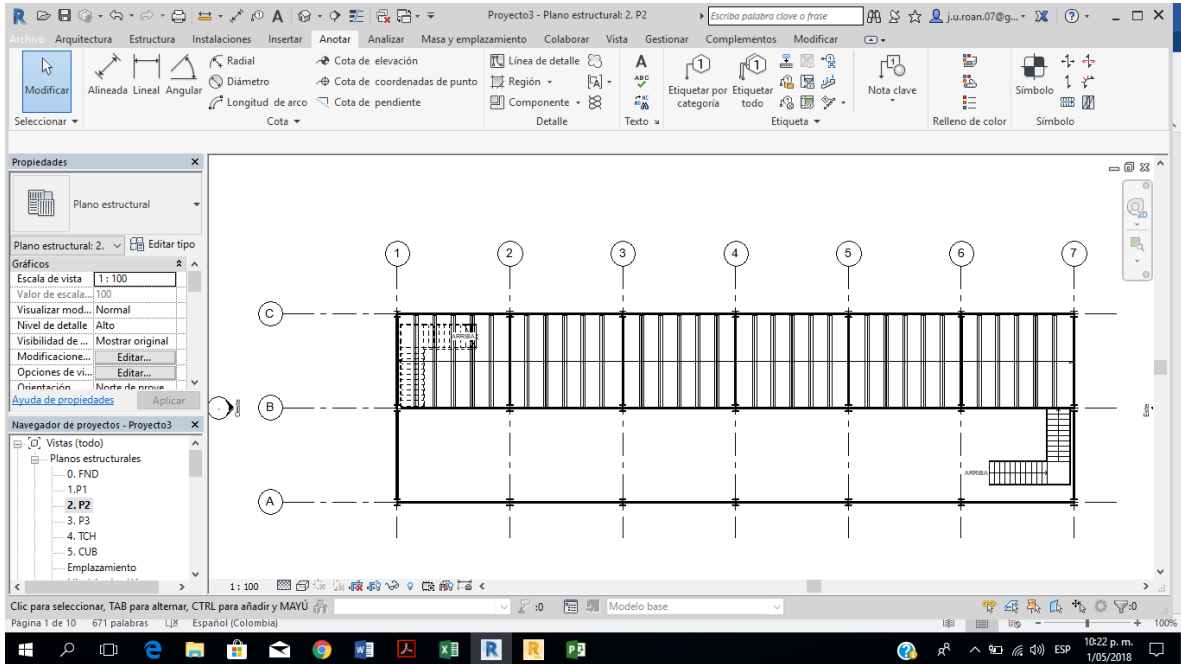 Proyecto3 - Plano estructural: 2. P2
Escriba palabra clave o frase
j.u.roan.07@g...
Archivo Arquitectura Estructura Instalaciones Insertar Anotar Analizar Masa y emplazamiento Colaborar Vista Gestionar Complementos Modificar
Modificar
Alineada Lineal Angular
Radial
Diámetro
Longitud de arco
Cota de elevación
Cota de coordenadas de punto
Cota de pendiente
Línea de detalle
Región
Componente
Etiquetar por categoría
Etiquetar todo
Nota clave
Símbolo
Seleccionar
Cota
Detalle
Texto
Etiqueta
Relleno de color
Símbolo
Propiedades
Plano estructural
Plano estructural: 2.
Editar tipo
Gráficos
Escala de vista 1 : 100
Valor de escala... 100
Visualizar mod... Normal
Nivel de detalle Alto
Visibilidad de ... Mostrar original
Modificacione... Editar...
Opciones de vi... Editar...
Orientación Norte de proye
Ayuda de propiedades Aplicar
Navegador de proyectos - Proyecto3
Vistas (todo)
Planos estructurales
0. FND
1.P1
2. P2
3. P3
4. TCH
5. CUB
Emplazamiento
2D
1 2 3 4 5 6 7
C
ARRIBA
Oeste
B
Este
ARRIBA
A
1 : 100
Clic para seleccionar, TAB para alternar, CTRL para añadir y MAYÚ
:0
Modelo base
:0
Página 1 de 10 671 palabras Español (Colombia)
100%
ESP
10:22 p. m.
1/05/2018